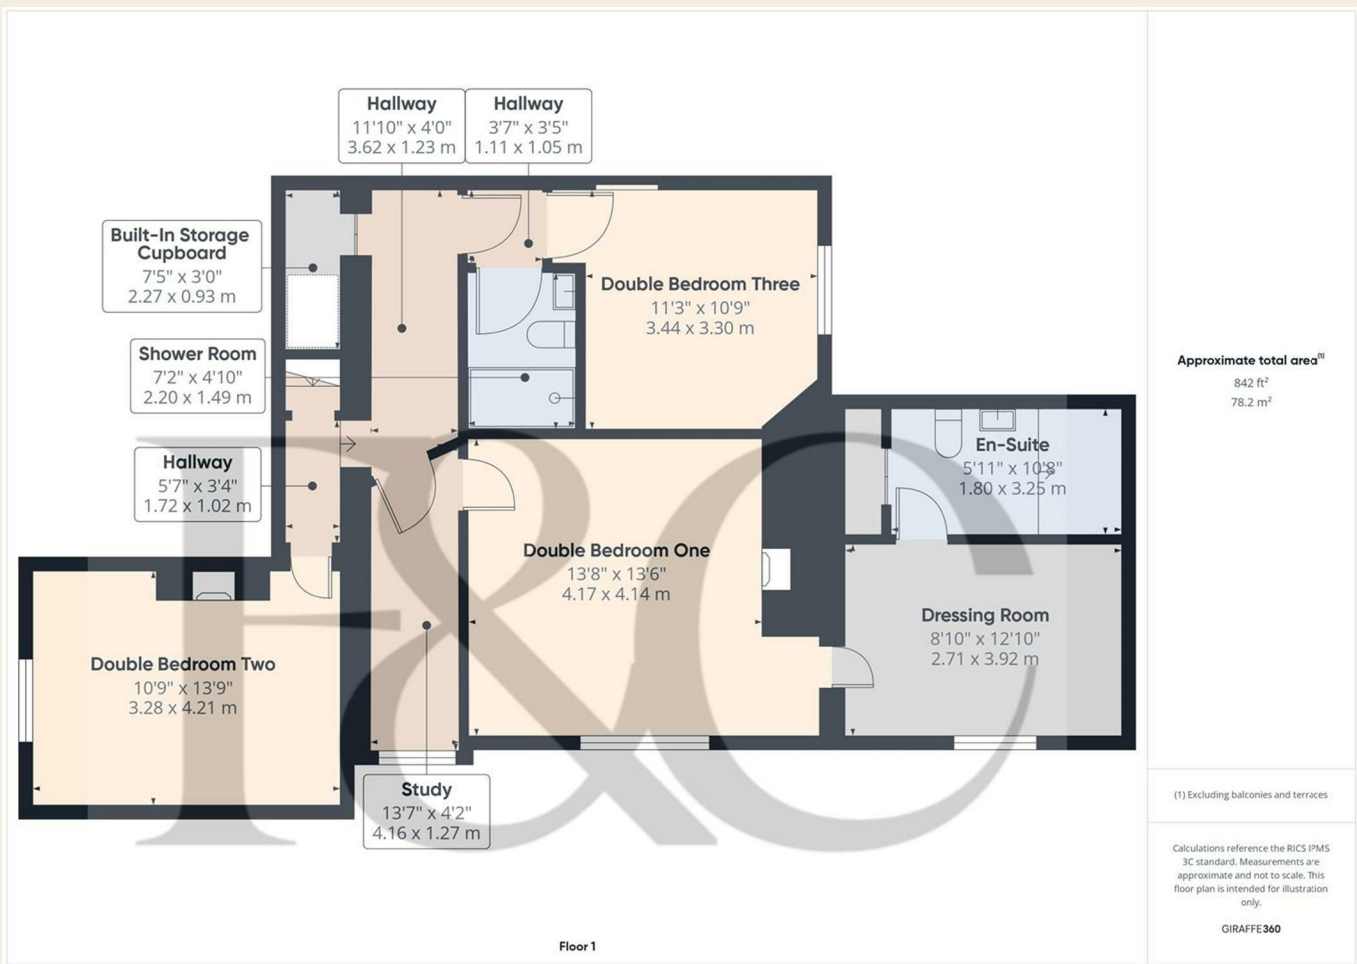 Hallway
11'10" x 4'0"
3.62 x 1.23 m
Hallway
3'7" x 3'5"
1.11 x 1.05 m
Built-In Storage
Cupboard
7'5" x 3'0"
2.27 x 0.93 m
Double Bedroom Three
11'3" x 10'9"
3.44 x 3.30 m
Shower Room
7'2" x 4'10"
2.20 x 1.49 m
Hallway
5'7" x 3'4"
1.72 x 1.02 m
En-Suite
5'11" x 10'8"
1.80 x 3.25 m
Double Bedroom One
13'8" x 13'6"
4.17 x 4.14 m
Dressing Room
8'10" x 12'10"
2.71 x 3.92 m
Double Bedroom Two
10'9" x 13'9"
3.28 x 4.21 m
Study
13'7" x 4'2"
4.16 x 1.27 m
F&C
Floor 1
Approximate total area(1)
842 ft²
78.2 m²
(1) Excluding balconies and terraces
Calculations reference the RICS IPMS
3C standard. Measurements are
approximate and not to scale. This
floor plan is intended for illustration
only.
GIRAFFE360